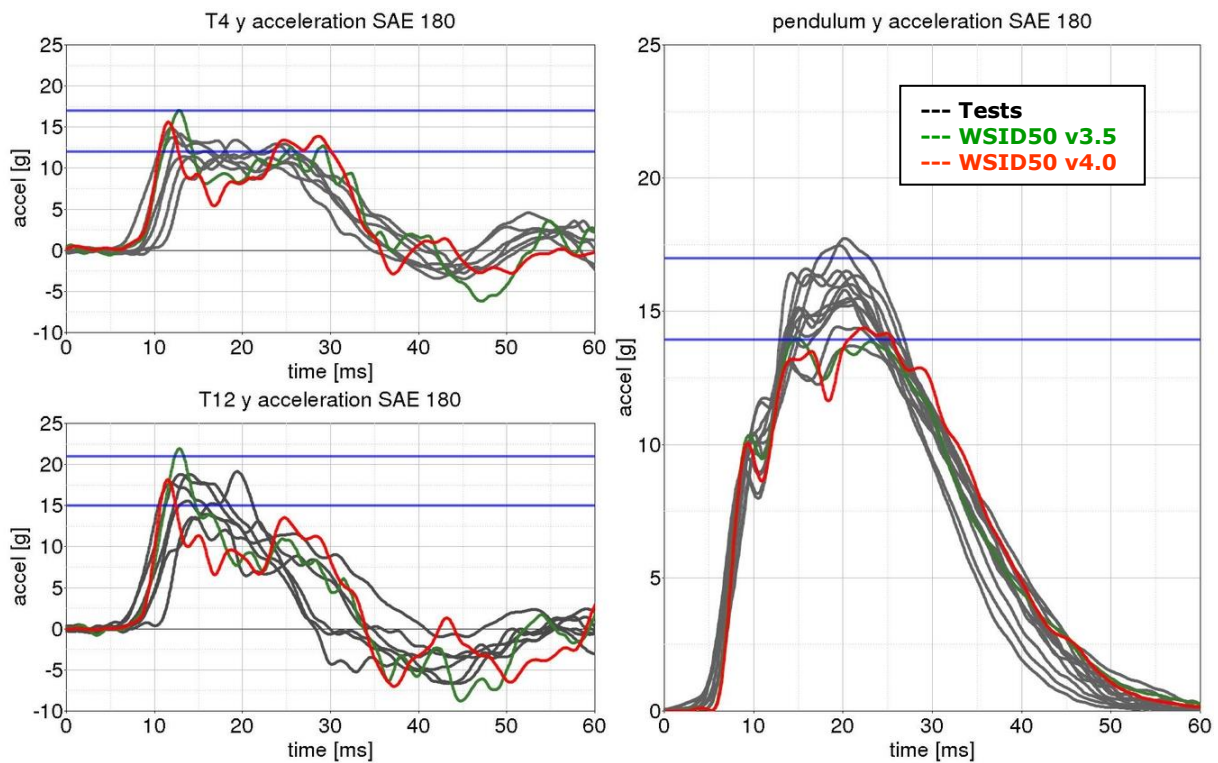 T4 y acceleration SAE 180
25
20
15
10
5
0
-5
-10
accel [g]
0 10 20 30 40 50 60
time [ms]
T12 y acceleration SAE 180
25
20
15
10
5
0
-5
-10
accel [g]
0 10 20 30 40 50 60
time [ms]
pendulum y acceleration SAE 180
25
20
15
10
5
0
accel [g]
0 10 20 30 40 50 60
time [ms]
--- Tests
--- WSID50 v3.5
--- WSID50 v4.0